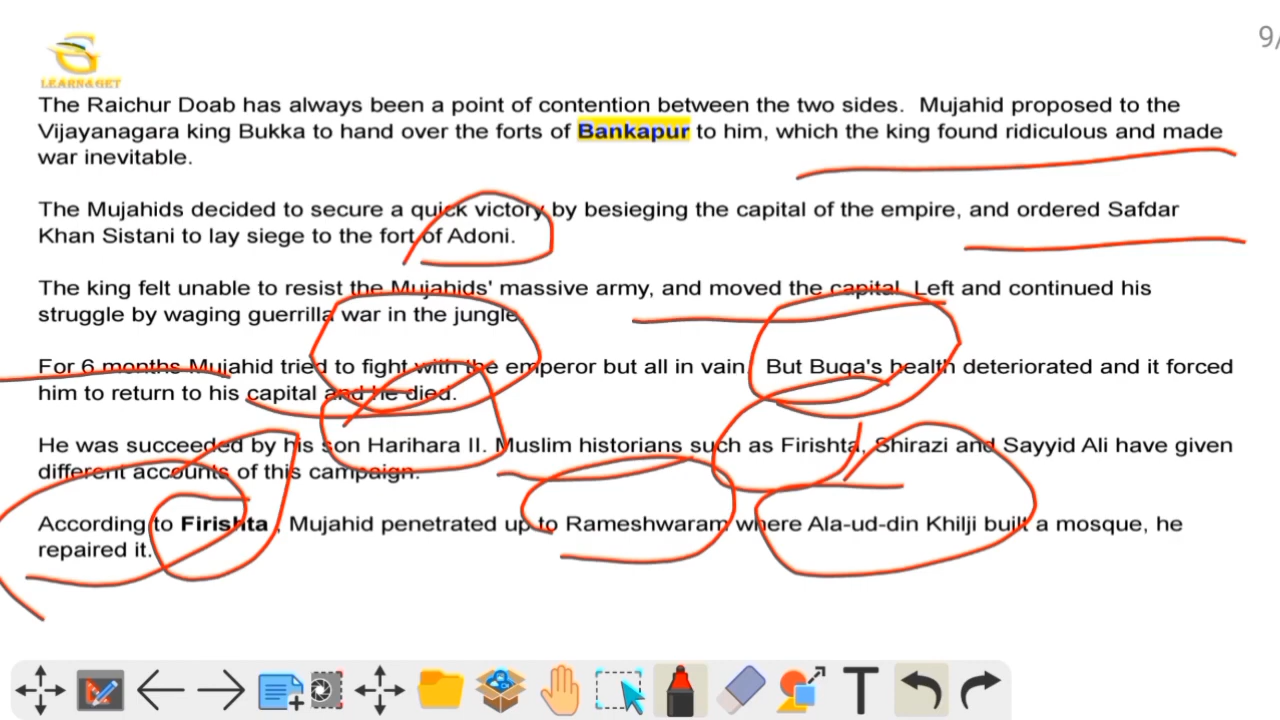 9/
LEARN&GET
The Raichur Doab has always been a point of contention between the two sides. Mujahid proposed to the
Vijayanagara king Bukka to hand over the forts of Bankapur to him, which the king found ridiculous and made
war inevitable.
The Mujahids decided to secure a quick victory by besieging the capital of the empire, and ordered Safdar
Khan Sistani to lay siege to the fort of Adoni.
The king felt unable to resist the Mujahids' massive army, and moved the capital. Left and continued his
struggle by waging guerrilla war in the jungle.
For 6 months Mujahid tried to fight with the emperor but all in vain. But Buqa's health deteriorated and it forced
him to return to his capital and he died.
He was succeeded by his son Harihara II. Muslim historians such as Firishta, Shirazi and Sayyid Ali have given
different accounts of this campaign.
According to Firishta , Mujahid penetrated up to Rameshwaram where Ala-ud-din Khilji built a mosque, he
repaired it.
T